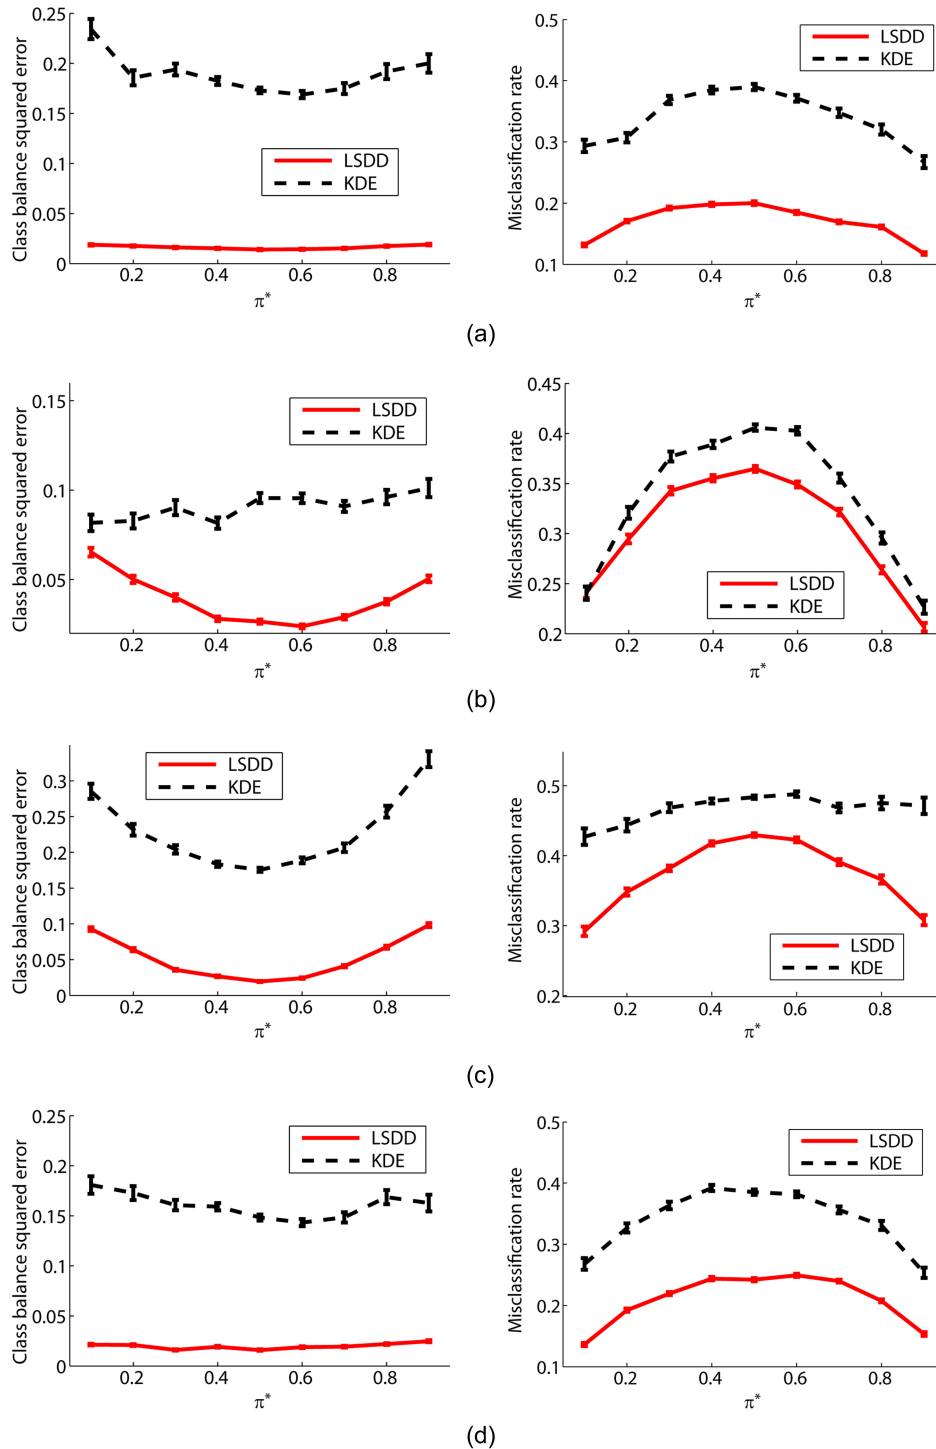 Class balance squared error
0.25
0.2
0.15
0.1
0.05
0
LSDD
KDE
0.2 0.4 0.6 0.8
π*
Misclassification rate
0.5
0.4
0.3
0.2
0.1
LSDD
KDE
0.2 0.4 0.6 0.8
π*
(a)
Class balance squared error
0.15
0.1
0.05
LSDD
KDE
0.2 0.4 0.6 0.8
π*
Misclassification rate
0.45
0.4
0.35
0.3
0.25
0.2
LSDD
KDE
0.2 0.4 0.6 0.8
π*
(b)
Class balance squared error
0.3
0.25
0.2
0.15
0.1
0.05
0
LSDD
KDE
0.2 0.4 0.6 0.8
π*
Misclassification rate
0.5
0.4
0.3
0.2
LSDD
KDE
0.2 0.4 0.6 0.8
π*
(c)
Class balance squared error
0.25
0.2
0.15
0.1
0.05
0
LSDD
KDE
0.2 0.4 0.6 0.8
π*
Misclassification rate
0.5
0.4
0.3
0.2
0.1
LSDD
KDE
0.2 0.4 0.6 0.8
π*
(d)